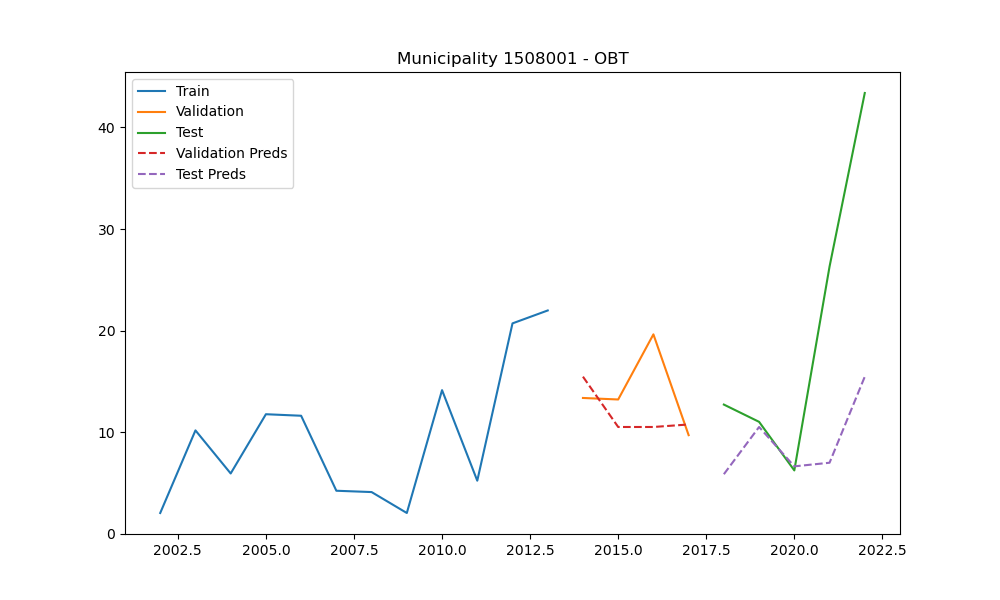 Municipality 1508001 - OBT
Train
Validation
Test
Validation Preds
Test Preds
40
30
20
10
0
2002.5 2005.0 2007.5 2010.0 2012.5 2015.0 2017.5 2020.0 2022.5